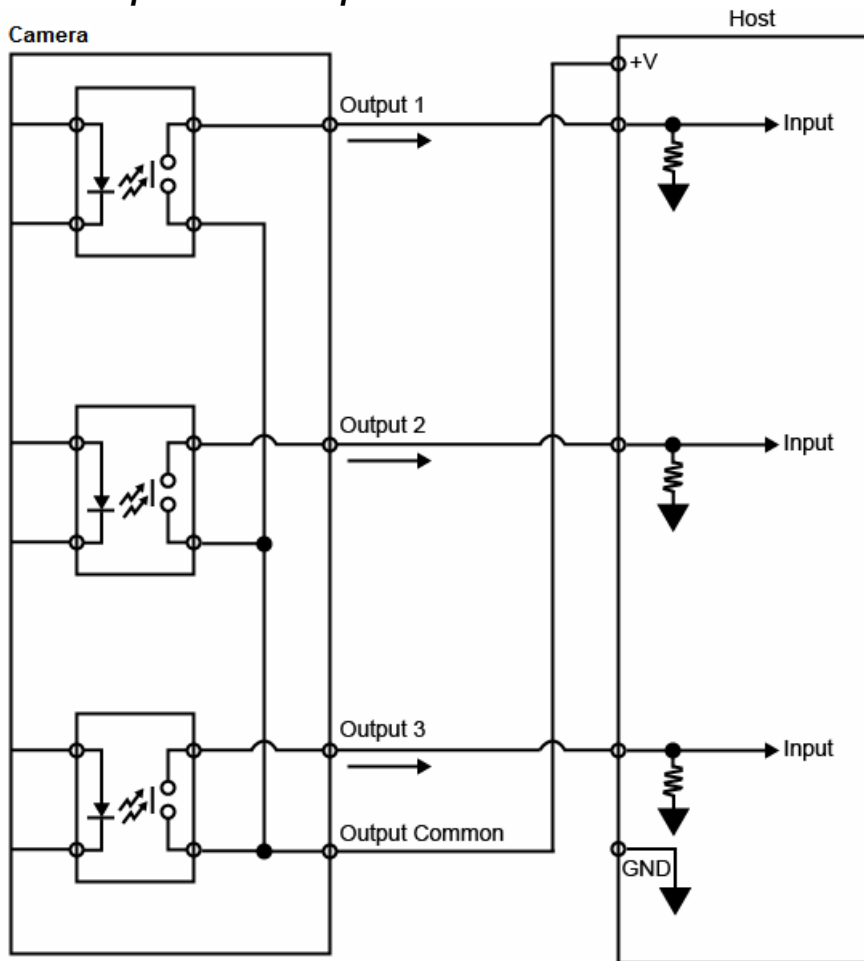 Host
Camera
+V
Output 1
Input
Output 2
Input
Output 3
Input
Output Common
GND